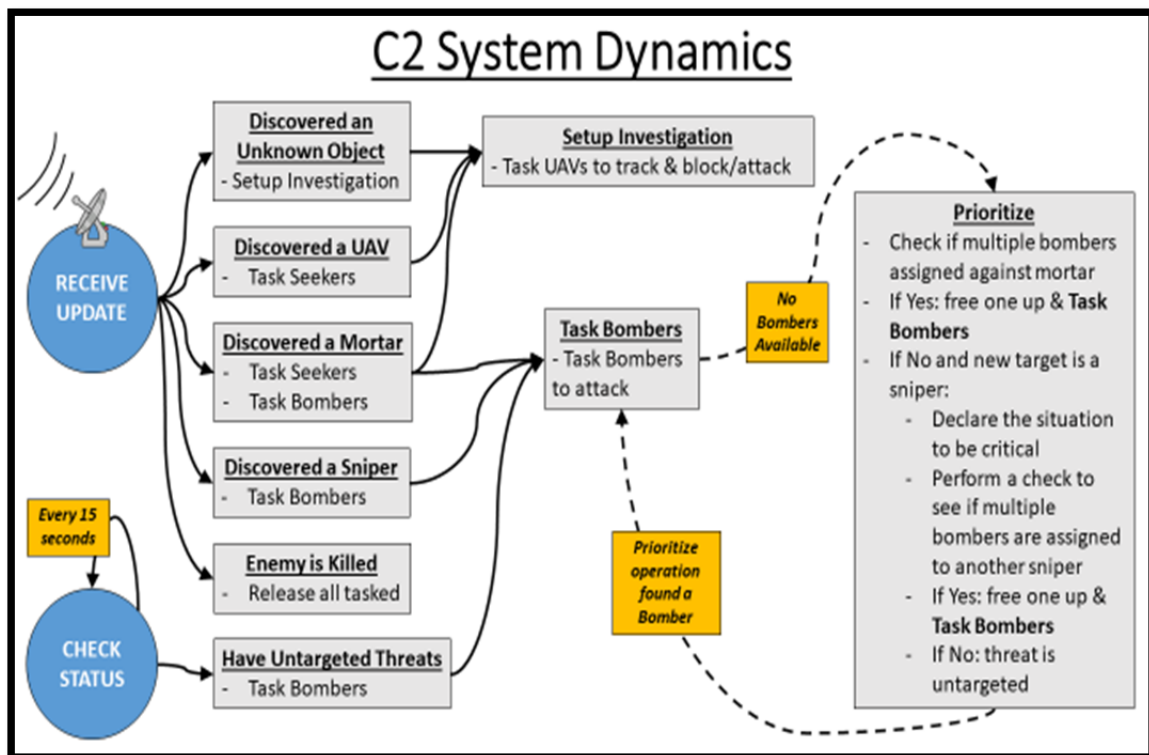 C2 System Dynamics
RECEIVE
UPDATE
Discovered an
Unknown Object
- Setup Investigation
Discovered a UAV
- Task Seekers
Discovered a Mortar
- Task Seekers
- Task Bombers
Discovered a Sniper
- Task Bombers
Enemy is Killed
- Release all tasked
Every 15
seconds
CHECK
STATUS
Have Untargeted Threats
- Task Bombers
Setup Investigation
- Task UAVs to track & block/attack
Task Bombers
- Task Bombers
to attack
No
Bombers
Available
Prioritize
operation
found a
Bomber
Prioritize
- Check if multiple bombers
assigned against mortar
- If Yes: free one up & Task
Bombers
- If No and new target is a
sniper:
- Declare the situation
to be critical
- Perform a check to
see if multiple
bombers are assigned
to another sniper
- If Yes: free one up &
Task Bombers
- If No: threat is
untargeted